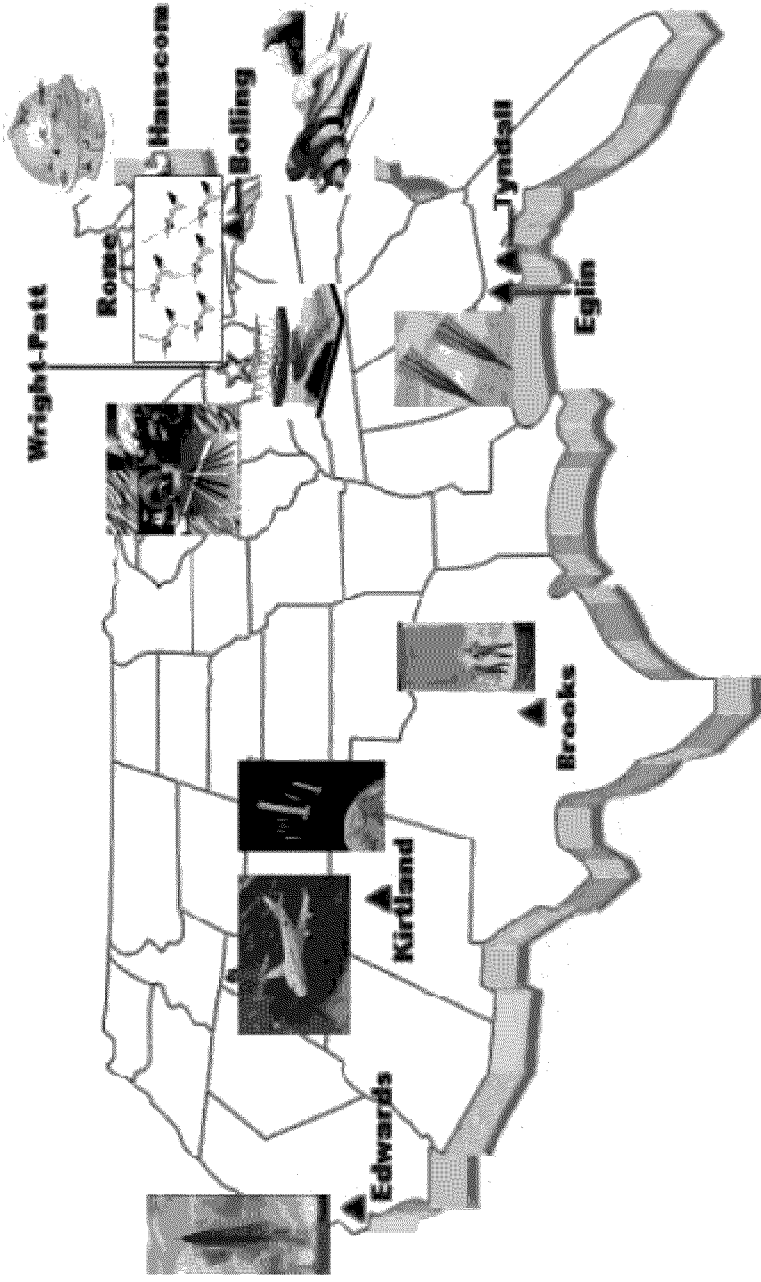 Wright-Patt
Rome
Hanscom
Bolling
Tyndall
Eglin
Brooks
Kirtland
Edwards